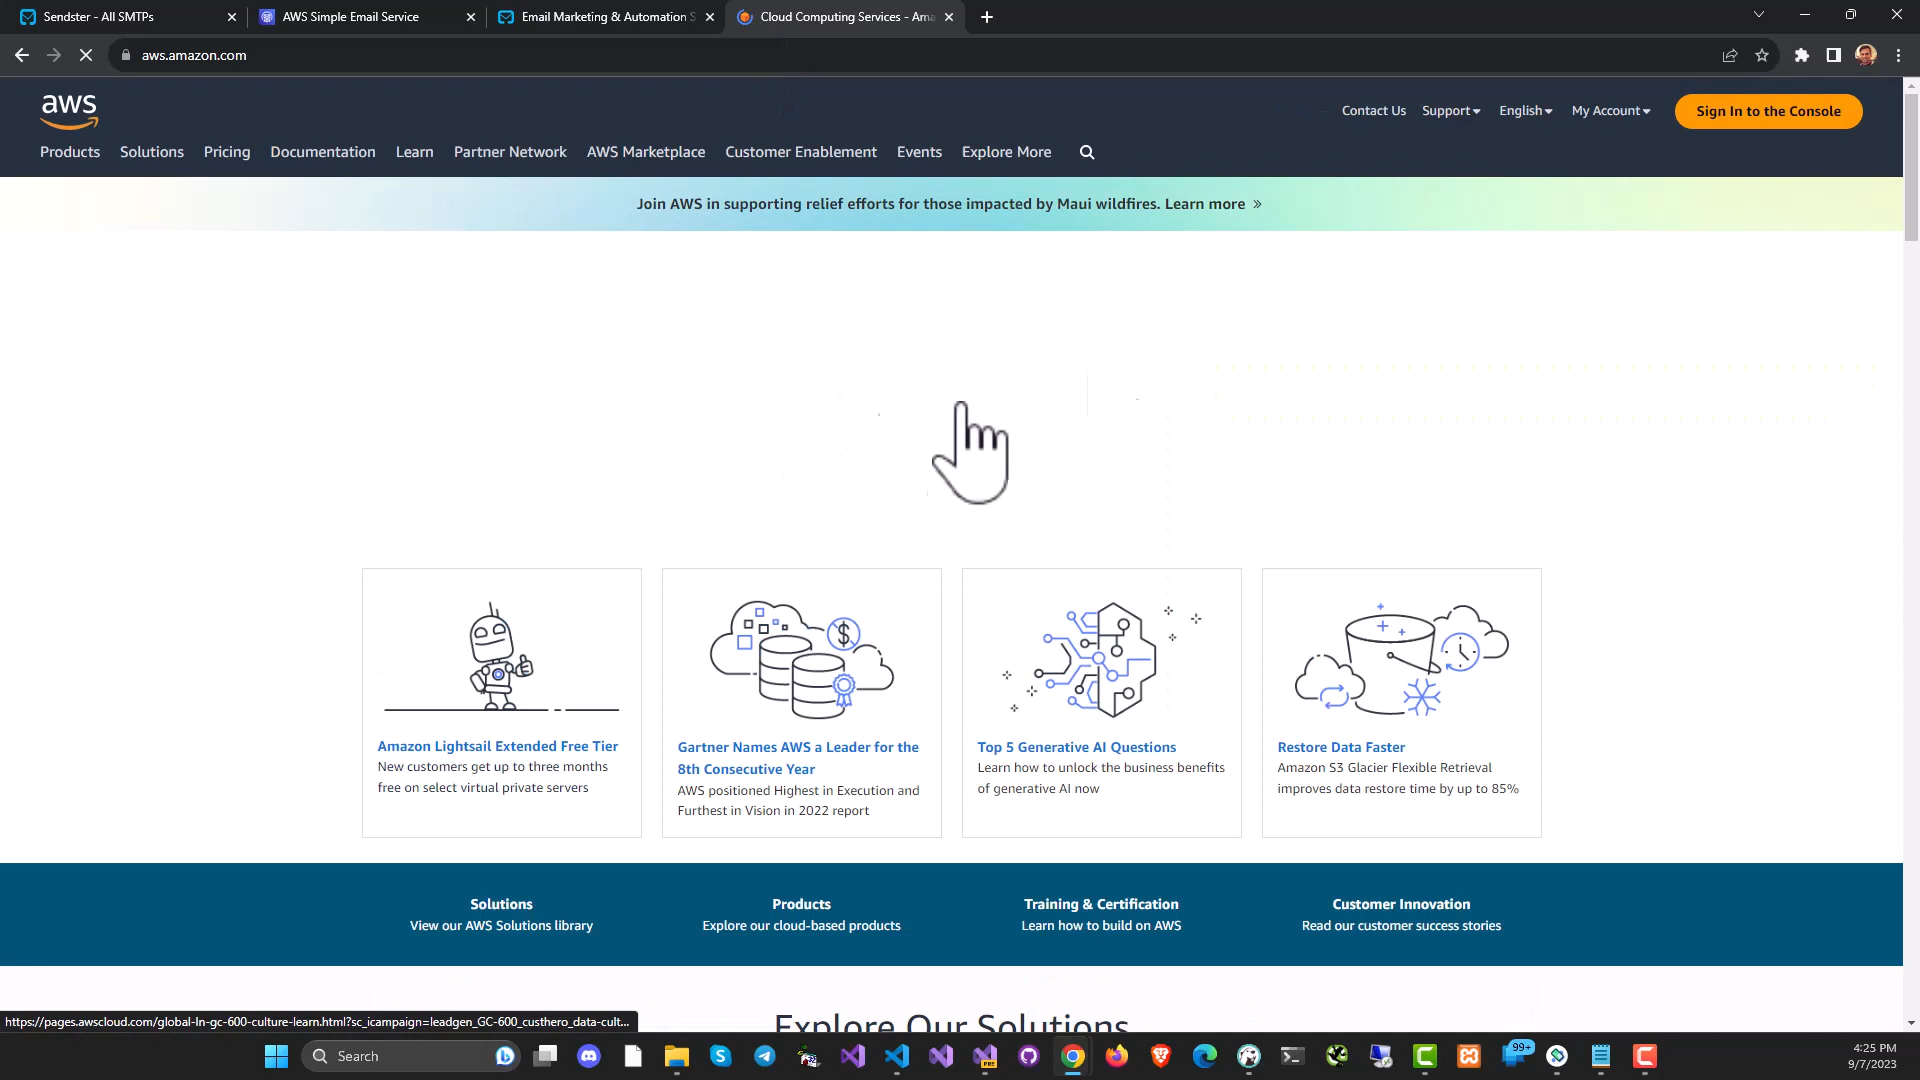 Sendster - All SMTPs
AWS Simple Email Service
Email Marketing & Automation S
Cloud Computing Services - Ama
aws.amazon.com
aws
Contact Us
Support
English
My Account
Sign In to the Console
Products
Solutions
Pricing
Documentation
Learn
Partner Network
AWS Marketplace
Customer Enablement
Events
Explore More
Join AWS in supporting relief efforts for those impacted by Maui wildfires. Learn more »
$
Amazon Lightsail Extended Free Tier
New customers get up to three months
free on select virtual private servers
Gartner Names AWS a Leader for the
8th Consecutive Year
AWS positioned Highest in Execution and
Furthest in Vision in 2022 report
Top 5 Generative AI Questions
Learn how to unlock the business benefits
of generative AI now
Restore Data Faster
Amazon S3 Glacier Flexible Retrieval
improves data restore time by up to 85%
Solutions
View our AWS Solutions library
Products
Explore our cloud-based products
Training & Certification
Learn how to build on AWS
Customer Innovation
Read our customer success stories
Explore Our Solutions
https://pages.awscloud.com/global-ln-gc-600-culture-learn.html?sc_icampaign=leadgen_GC-600_custhero_data-cult...
Search
PRE
99+
4:25 PM
9/7/2023